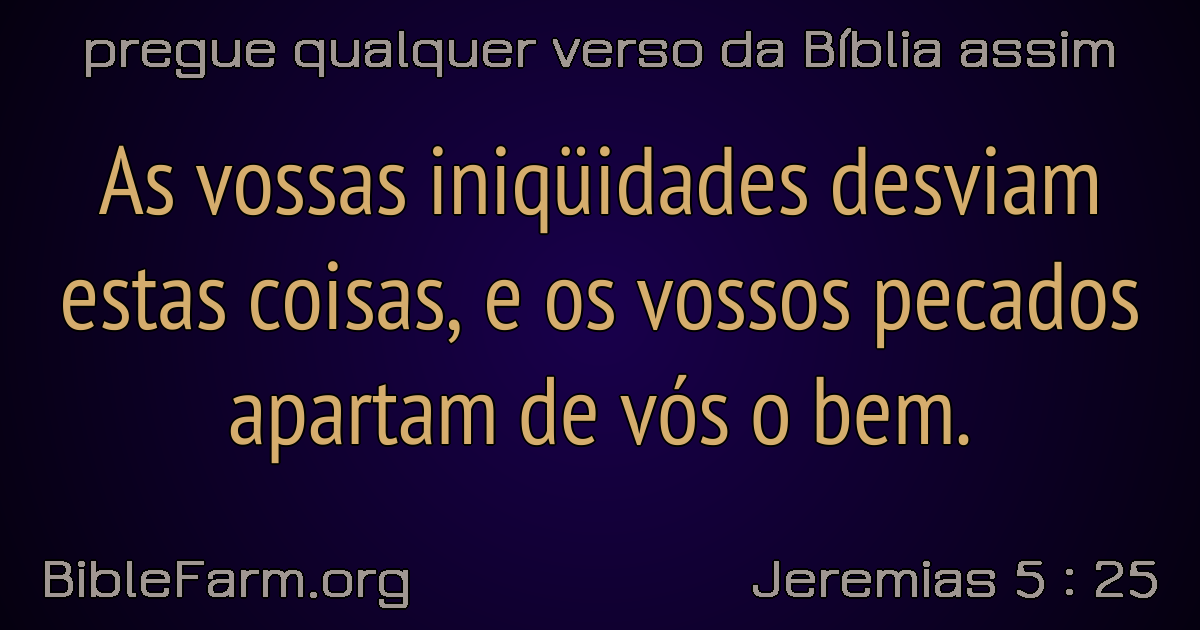 pregue qualquer verso da Bíblia assim
As vossas iniqüidades desviam
estas coisas, e os vossos pecados
apartam de vós o bem.
BibleFarm.org
Jeremias 5 : 25